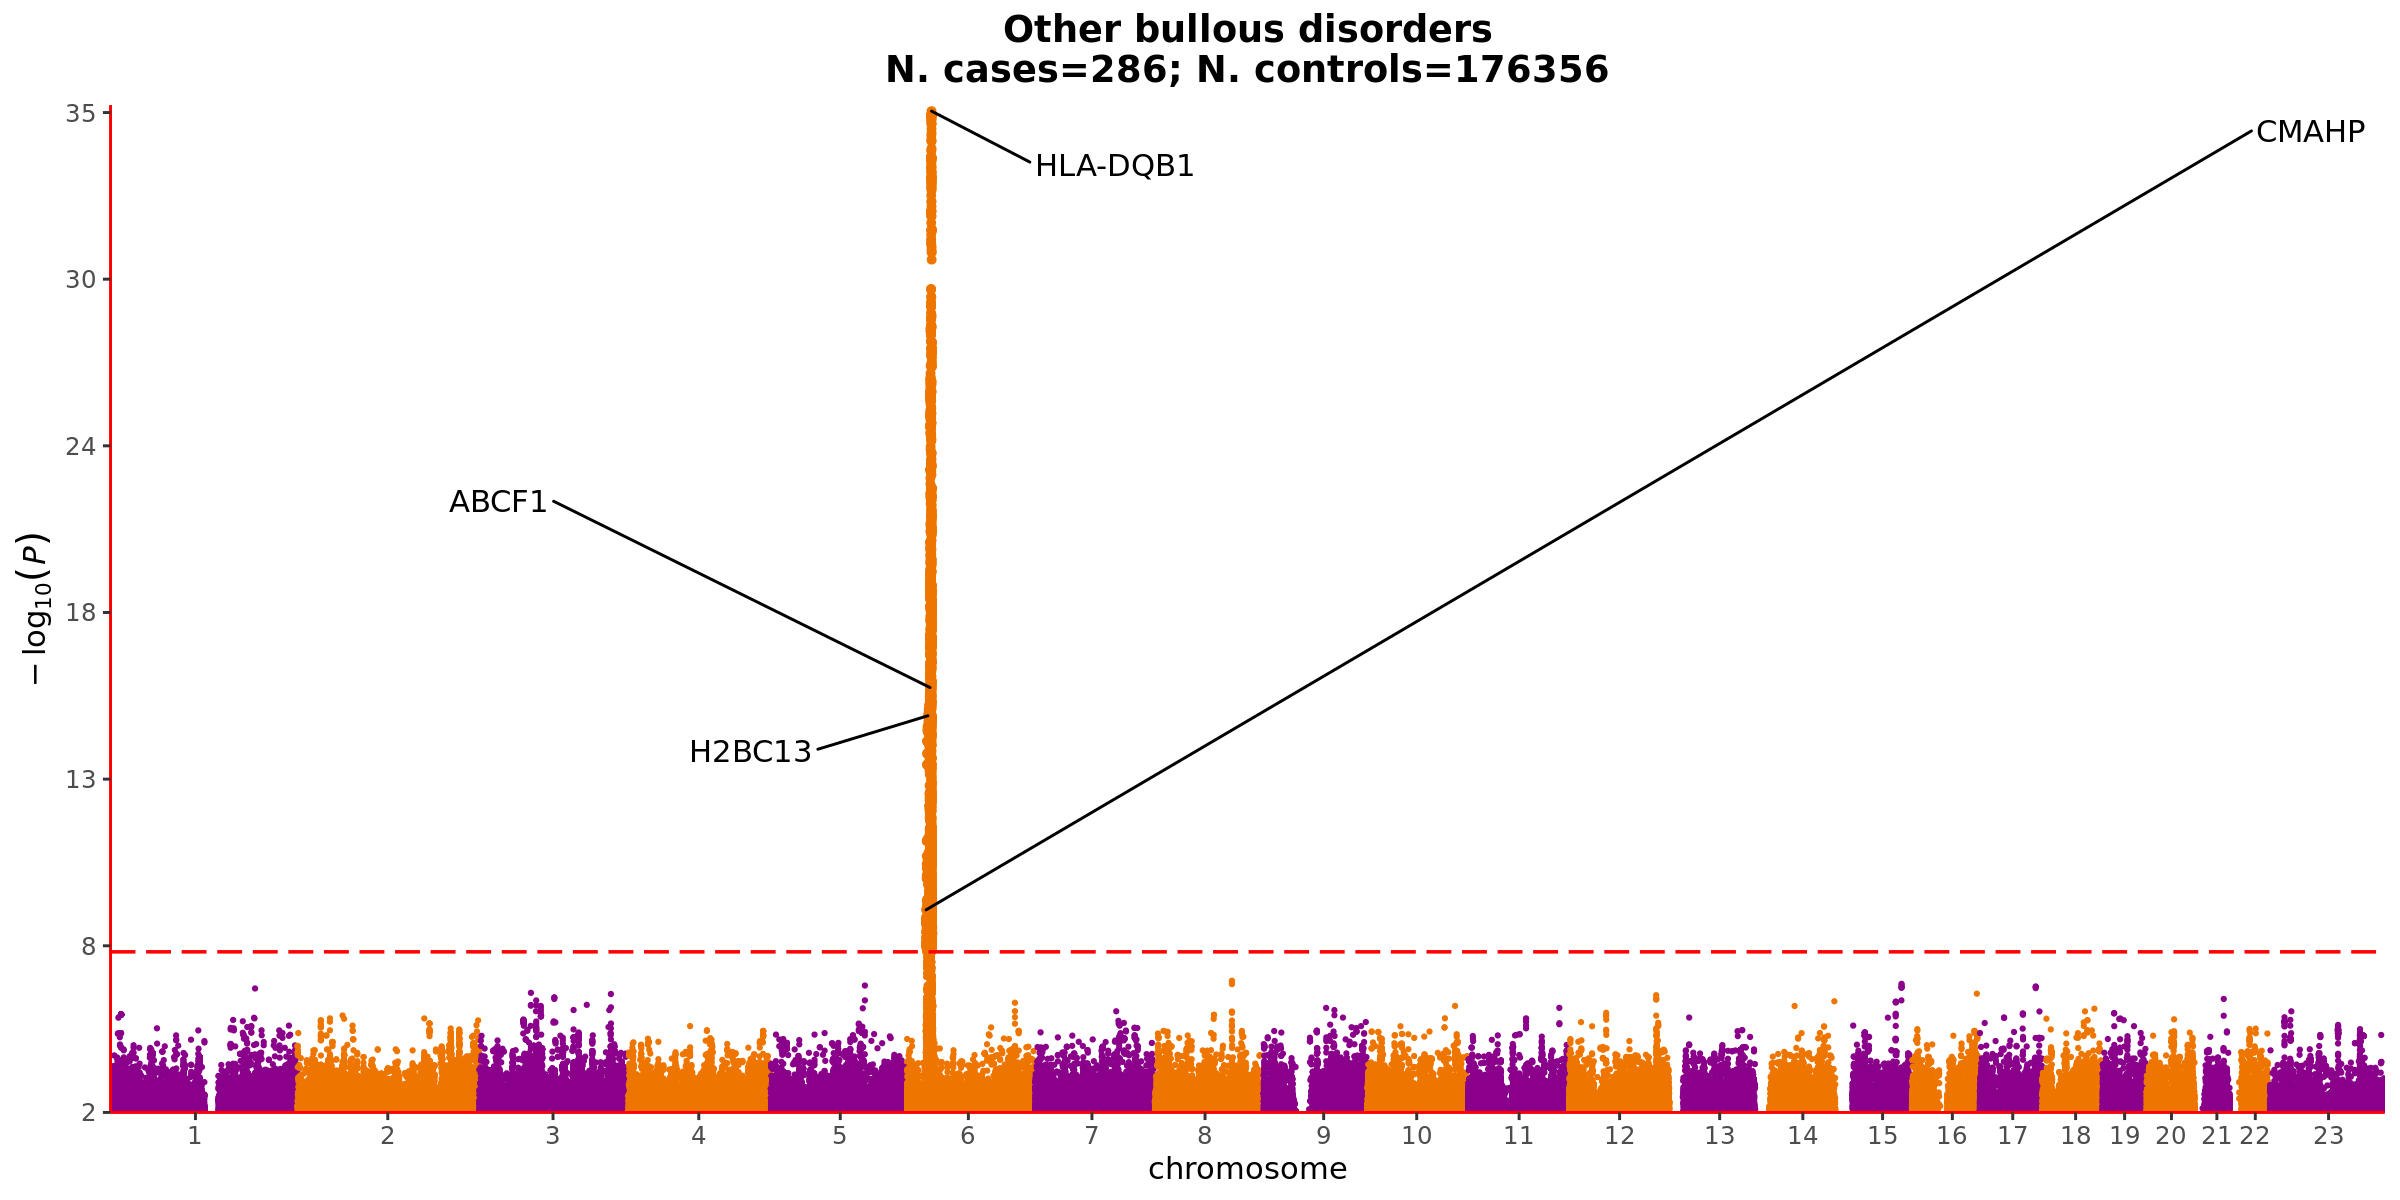 Other bullous disorders
N. cases=286; N. controls=176356
35
30
24
18
13
8
2
− log10(P)
HLA-DQB1
CMAHP
ABCF1
H2BC13
1 2 3 4 5 6 7 8 9 10 11 12 13 14 15 16 17 18 19 20 21 22 23
chromosome